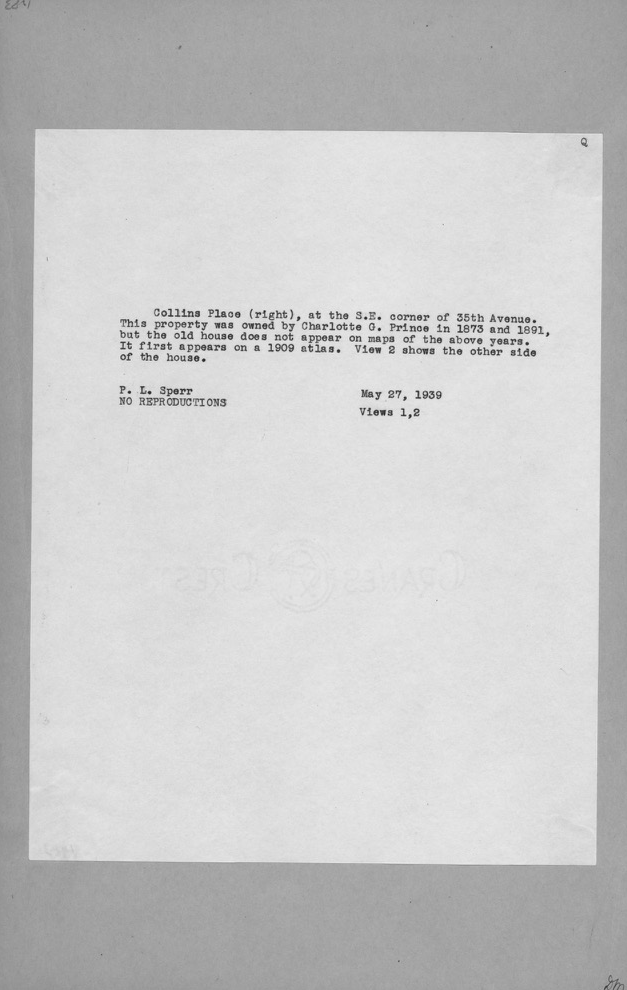 Q
Collins Place (right), at the S.E. corner of 35th Avenue.
This property was owned by Charlotte G. Prince in 1873 and 1891,
but the old house does not appear on maps of the above years.
It first appears on a 1909 atlas.  View 2 shows the other side
of the house.
P. L. Sperr
NO REPRODUCTIONS
May 27, 1939
Views 1,2